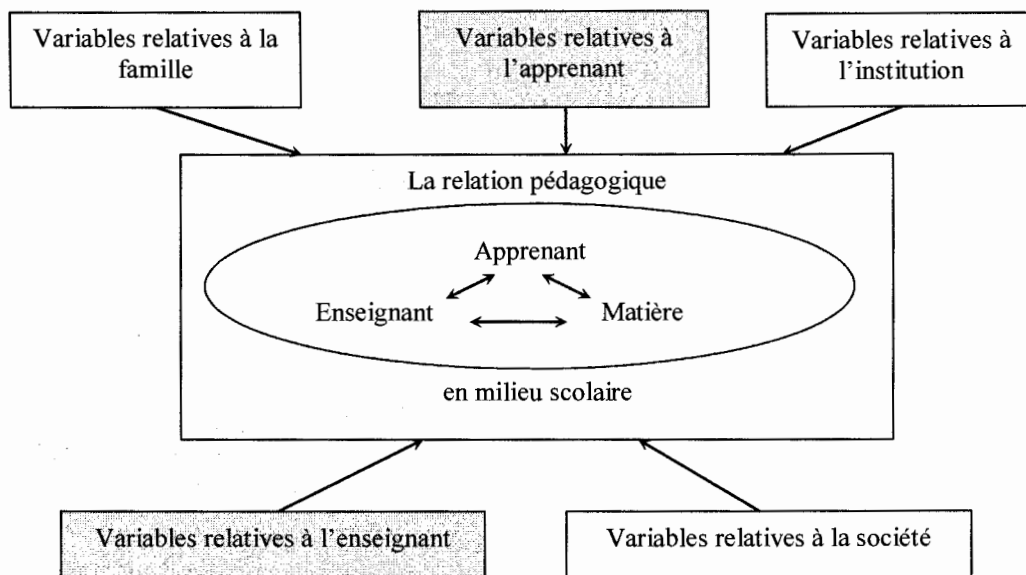 Variables relatives à la
famille
Variables relatives à
l'apprenant
Variables relatives à
l'institution
La relation pédagogique
Apprenant
Enseignant
Matière
en milieu scolaire
Variables relatives à l'enseignant
Variables relatives à la société